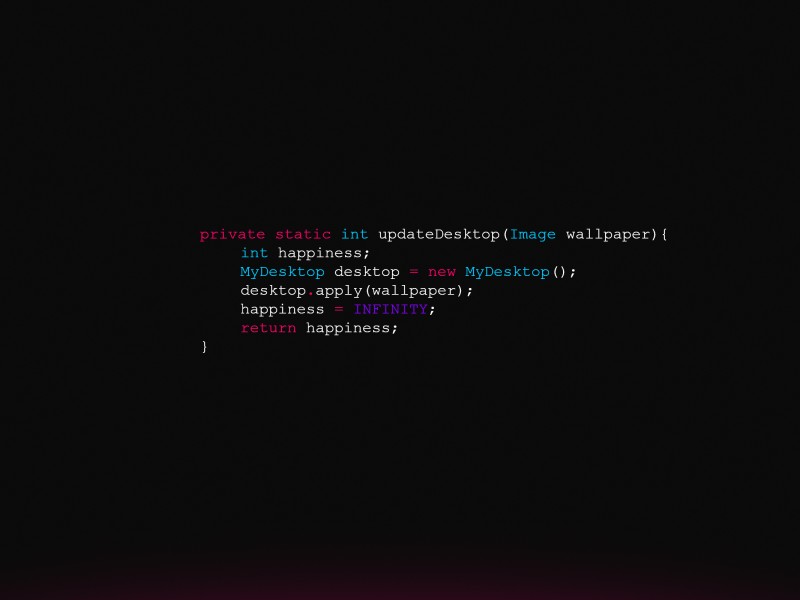 private static int updateDesktop(Image wallpaper){
int happiness;
MyDesktop desktop = new MyDesktop();
desktop.apply(wallpaper);
happiness = INFINITY;
return happiness;
}